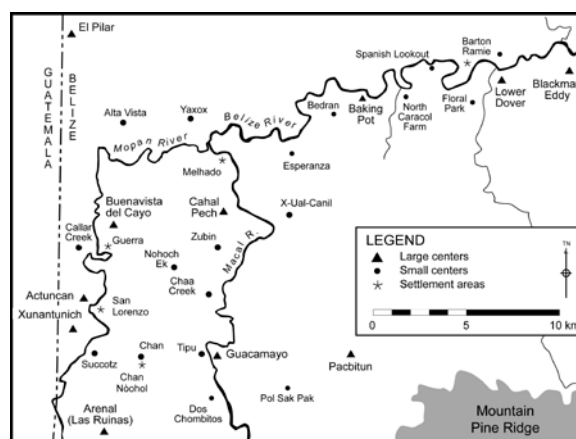 El Pilar
GUATEMALA
BELIZE
Alta Vista
Yaxox
Mopan River
Belize River
Bedran
Baking
Pot
Spanish Lookout
Barton
Ramie
North
Caracol
Farm
Floral
Park
Lower
Dover
Blackman
Eddy
Melhado
Esperanza
Buenavista
del Cayo
Cahal
Pech
X-Ual-Canil
Callar
Creek
Guerra
Zubin
Macal R.
Nohoch
Ek
Chaa
Creek
Actuncan
San
Lorenzo
Xunantunich
Succotz
Chan
Chan
Nòohol
Tipu
Guacamayo
Pacbitun
Dos
Chombitos
Pol Sak Pak
Arenal
(Las Ruinas)
Mountain
Pine Ridge
LEGEND
Large centers
Small centers
Settlement areas
TN
0 5 10 km